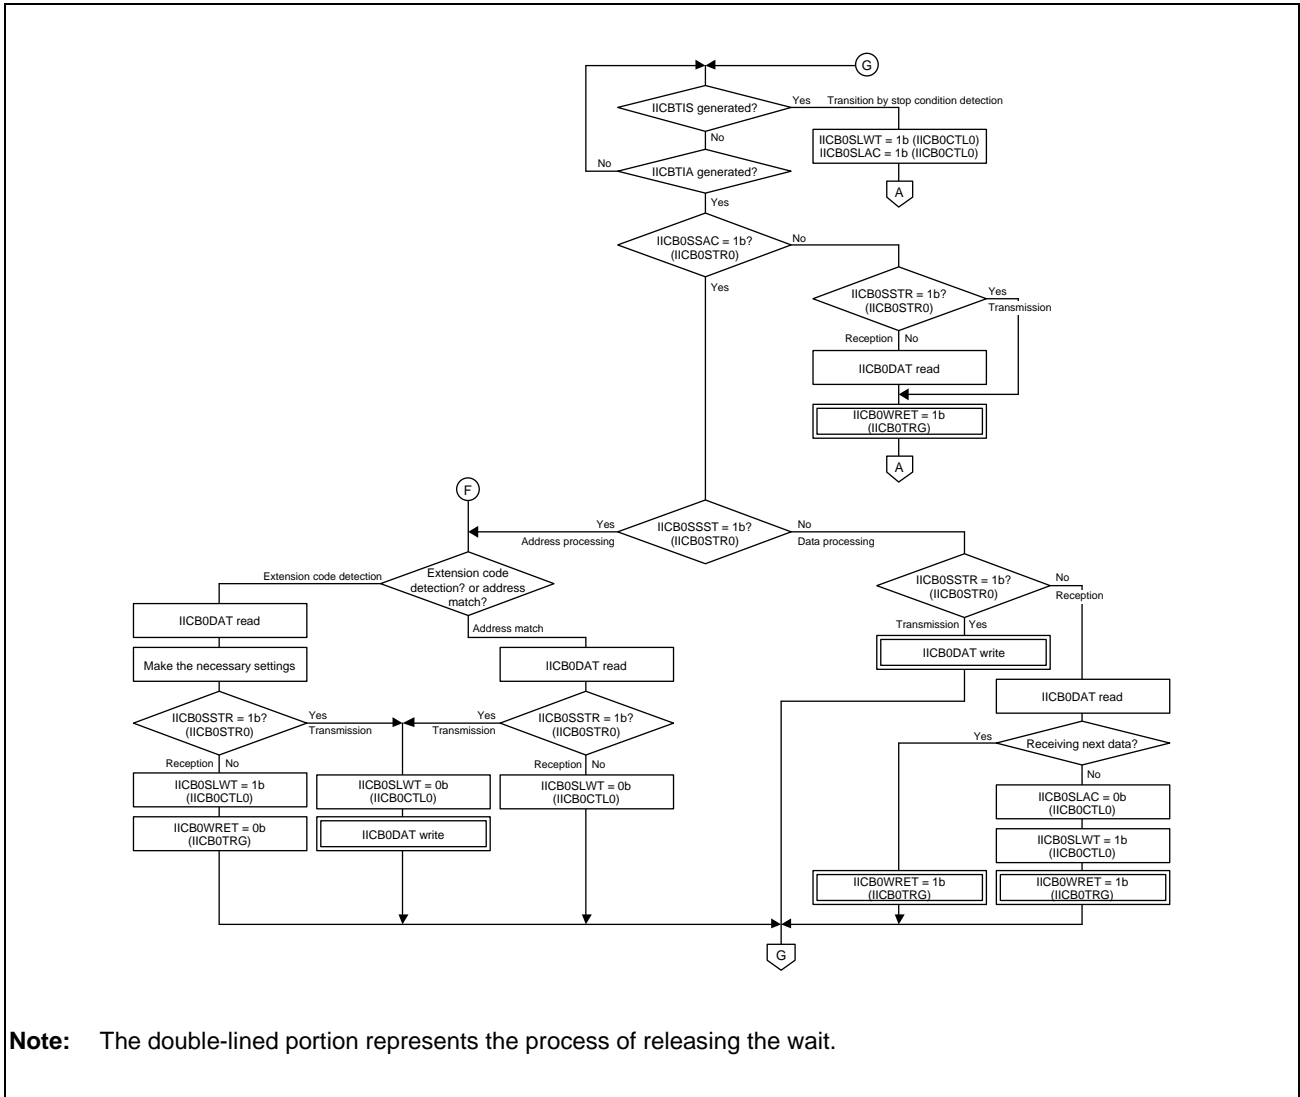 G
IICBTIS generated?
Yes
Transition by stop condition detection
IICB0SLWT = 1b (IICB0CTL0)
IICB0SLAC = 1b (IICB0CTL0)
A
No
No
IICBTIA generated?
Yes
IICB0SSAC = 1b?
(IICB0STR0)
No
Yes
IICB0SSTR = 1b?
(IICB0STR0)
Yes
Transmission
Reception
No
IICB0DAT read
IICB0WRET = 1b
(IICB0TRG)
A
F
IICB0SSST = 1b?
(IICB0STR0)
Yes
Address processing
No
Data processing
Extension code detection
Extension code
detection? or address
match?
Address match
IICB0DAT read
Make the necessary settings
IICB0SSTR = 1b?
(IICB0STR0)
Yes
Transmission
Reception
No
IICB0SLWT = 1b
(IICB0CTL0)
IICB0WRET = 0b
(IICB0TRG)
IICB0SLWT = 0b
(IICB0CTL0)
IICB0DAT write
IICB0DAT read
Yes
Transmission
IICB0SSTR = 1b?
(IICB0STR0)
Reception
No
IICB0SLWT = 0b
(IICB0CTL0)
IICB0SSTR = 1b?
(IICB0STR0)
No
Reception
Transmission
Yes
IICB0DAT write
IICB0DAT read
Receiving next data?
Yes
No
IICB0SLAC = 0b
(IICB0CTL0)
IICB0SLWT = 1b
(IICB0CTL0)
IICB0WRET = 1b
(IICB0TRG)
IICB0WRET = 1b
(IICB0TRG)
G
Note: The double-lined portion represents the process of releasing the wait.